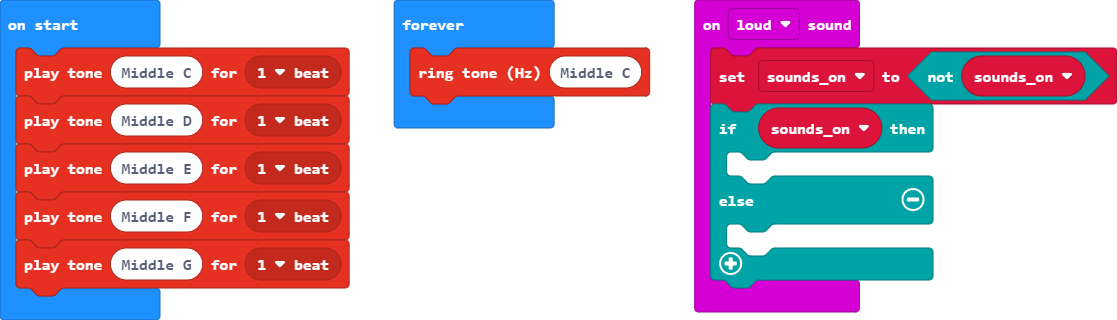 on start
play tone Middle C for 1 beat
play tone Middle D for 1 beat
play tone Middle E for 1 beat
play tone Middle F for 1 beat
play tone Middle G for 1 beat
forever
ring tone (Hz) Middle C
on loud sound
set sounds_on to not sounds_on
if sounds_on then
else